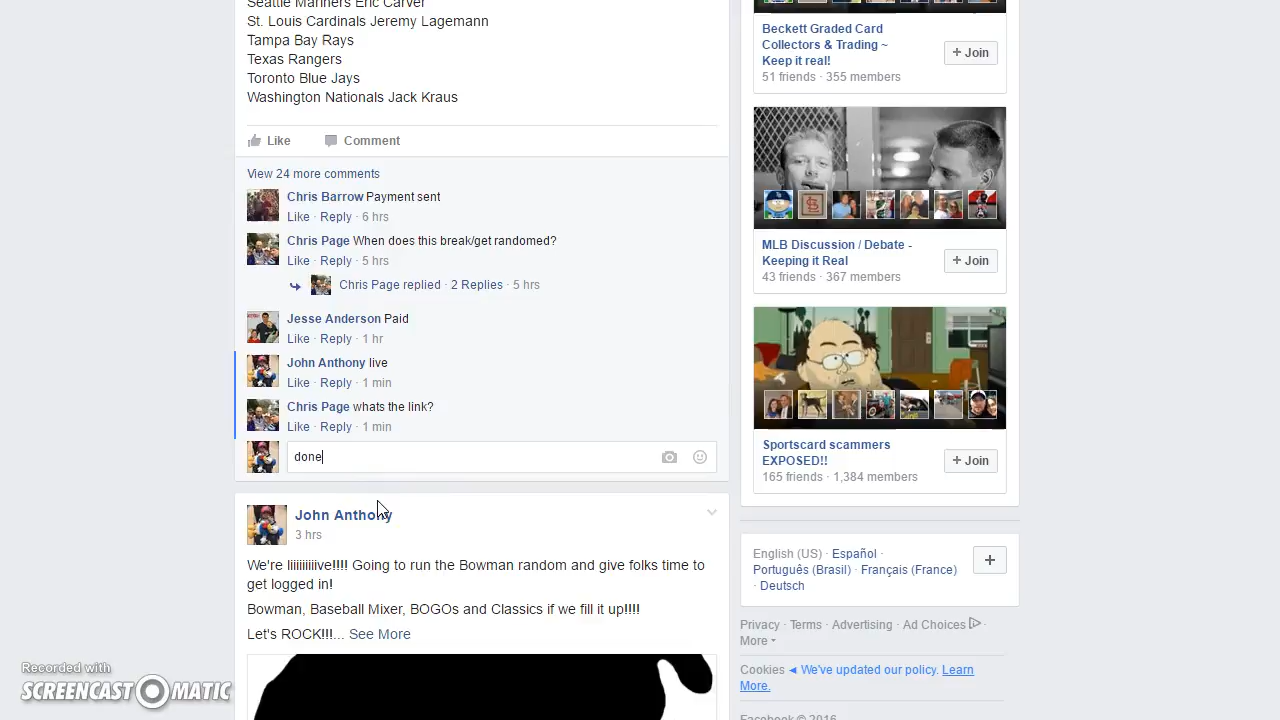 Seattle Mariners Eric Carver
St. Louis Cardinals Jeremy Lagemann
Tampa Bay Rays
Texas Rangers
Toronto Blue Jays
Washington Nationals Jack Kraus
Like Comment
View 24 more comments
Chris Barrow Payment sent
Like · Reply · 6 hrs
Chris Page When does this break/get randomed?
Like · Reply · 5 hrs
Chris Page replied · 2 Replies · 5 hrs
Jesse Anderson Paid
Like · Reply · 1 hr
John Anthony live
Like · Reply · 1 min
Chris Page whats the link?
Like · Reply · 1 min
done
John Anthony
3 hrs
We're liiiiiiiive!!!! Going to run the Bowman random and give folks time to
get logged in!
Bowman, Baseball Mixer, BOGOs and Classics if we fill it up!!!!
Let's ROCK!!!... See More
Beckett Graded Card
Collectors & Trading ~
Keep it real!
51 friends · 355 members
+ Join
MLB Discussion / Debate -
Keeping it Real
43 friends · 367 members
+ Join
Sportscard scammers
EXPOSED!!
165 friends · 1,384 members
+ Join
English (US) · Español ·
Português (Brasil) · Français (France)
· Deutsch
+
Privacy · Terms · Advertising · Ad Choices ·
More
Cookies ◄ We've updated our policy. Learn
More.
Facebook © 2016
Recorded with
SCREENCAST-O-MATIC